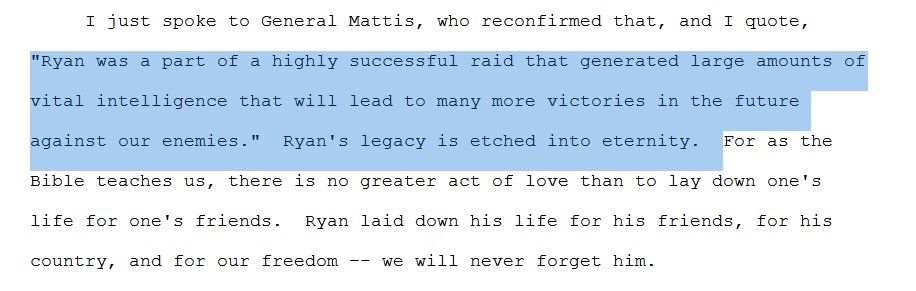 I just spoke to General Mattis, who reconfirmed that, and I quote,
"Ryan was a part of a highly successful raid that generated large amounts of
vital intelligence that will lead to many more victories in the future
against our enemies."  Ryan's legacy is etched into eternity.  For as the
Bible teaches us, there is no greater act of love than to lay down one's
life for one's friends.  Ryan laid down his life for his friends, for his
country, and for our freedom -- we will never forget him.